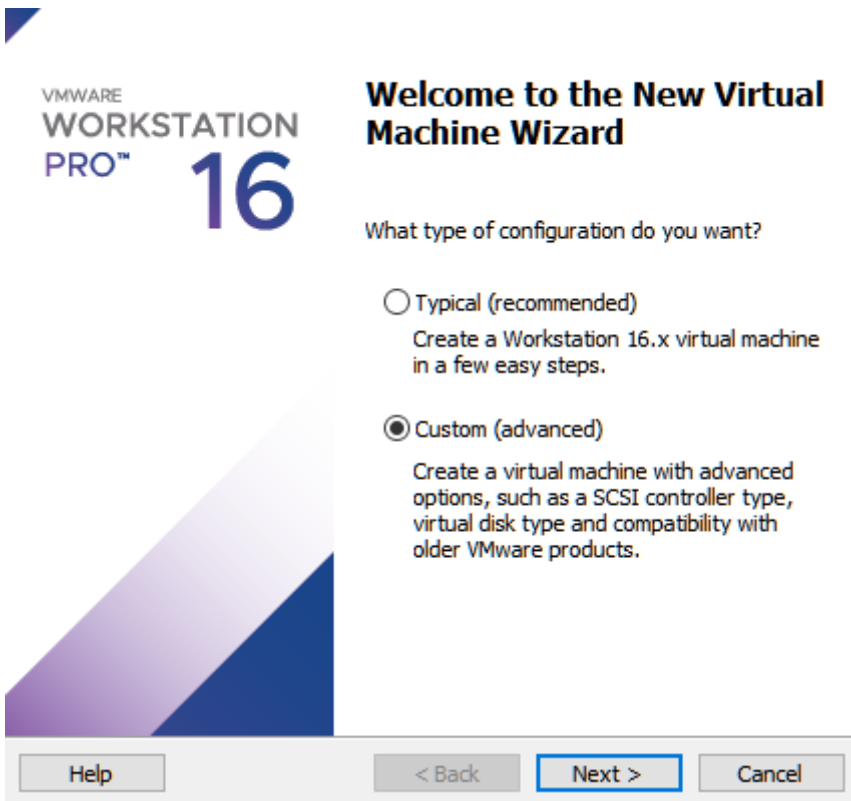 VMWARE
WORKSTATION
PRO™ 16
Welcome to the New Virtual
Machine Wizard
What type of configuration do you want?
Typical (recommended)
Create a Workstation 16.x virtual machine
in a few easy steps.
Custom (advanced)
Create a virtual machine with advanced
options, such as a SCSI controller type,
virtual disk type and compatibility with
older VMware products.
Help
< Back
Next >
Cancel